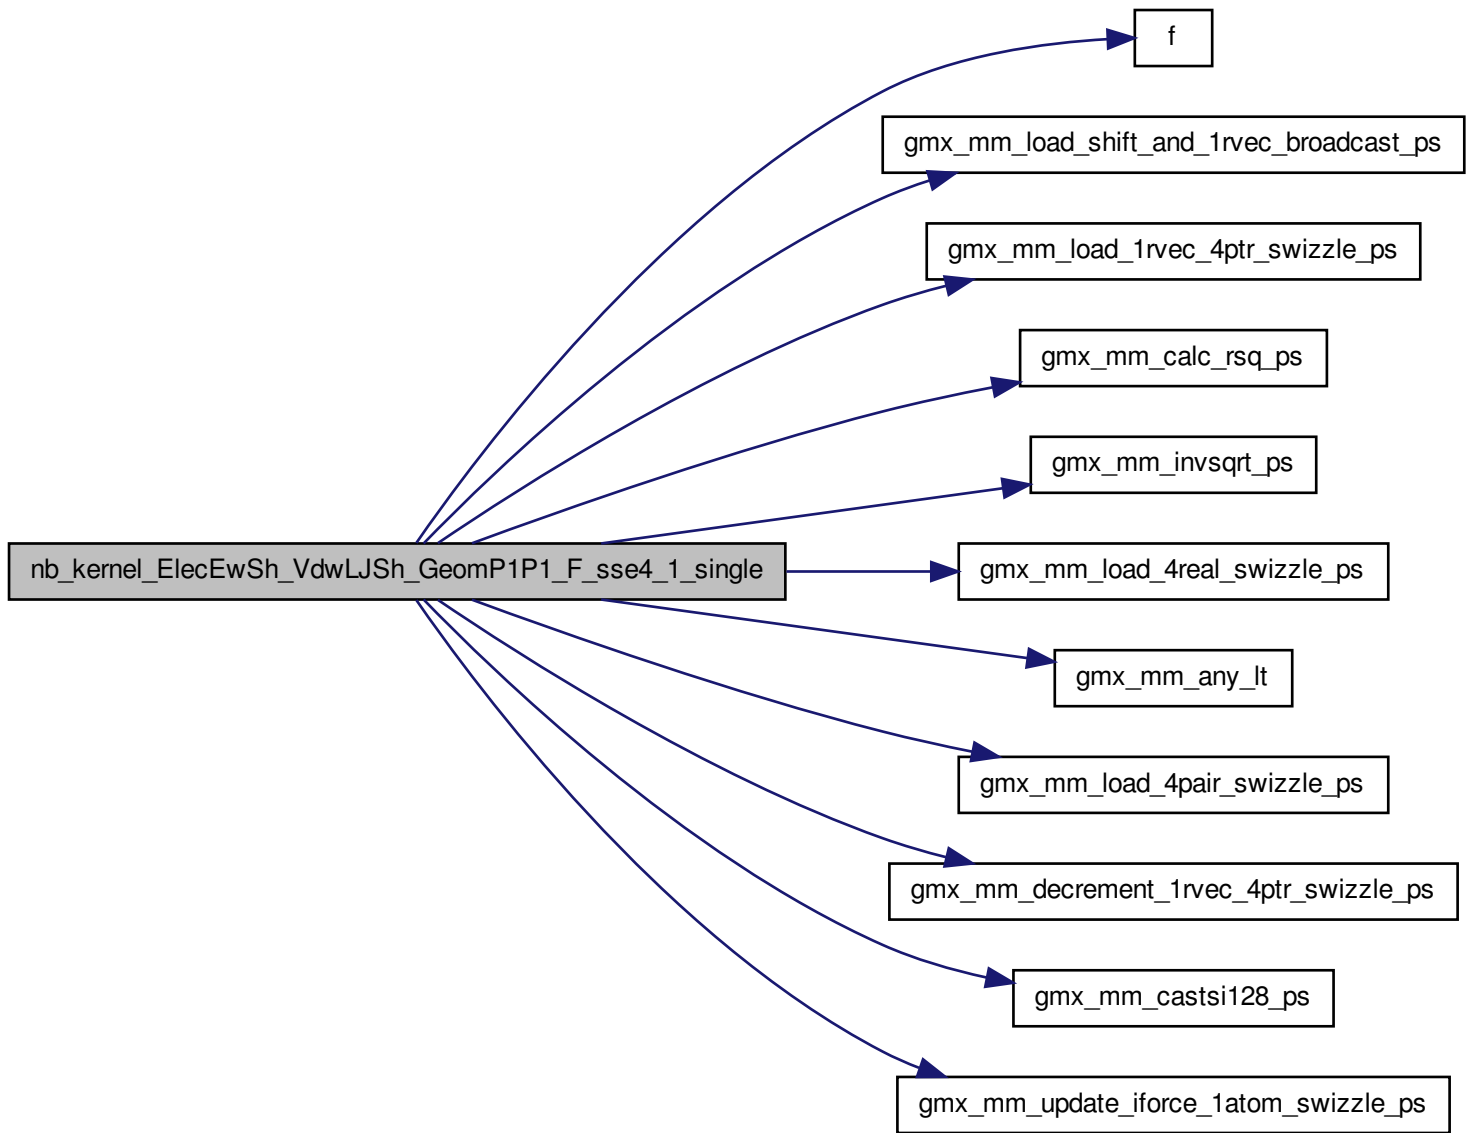 f
gmx_mm_load_shift_and_1rvec_broadcast_ps
gmx_mm_load_1rvec_4ptr_swizzle_ps
gmx_mm_calc_rsq_ps
gmx_mm_invsqrt_ps
nb_kernel_ElecEwSh_VdwLJSh_GeomP1P1_F_sse4_1_single
gmx_mm_load_4real_swizzle_ps
gmx_mm_any_lt
gmx_mm_load_4pair_swizzle_ps
gmx_mm_decrement_1rvec_4ptr_swizzle_ps
gmx_mm_castsi128_ps
gmx_mm_update_iforce_1atom_swizzle_ps